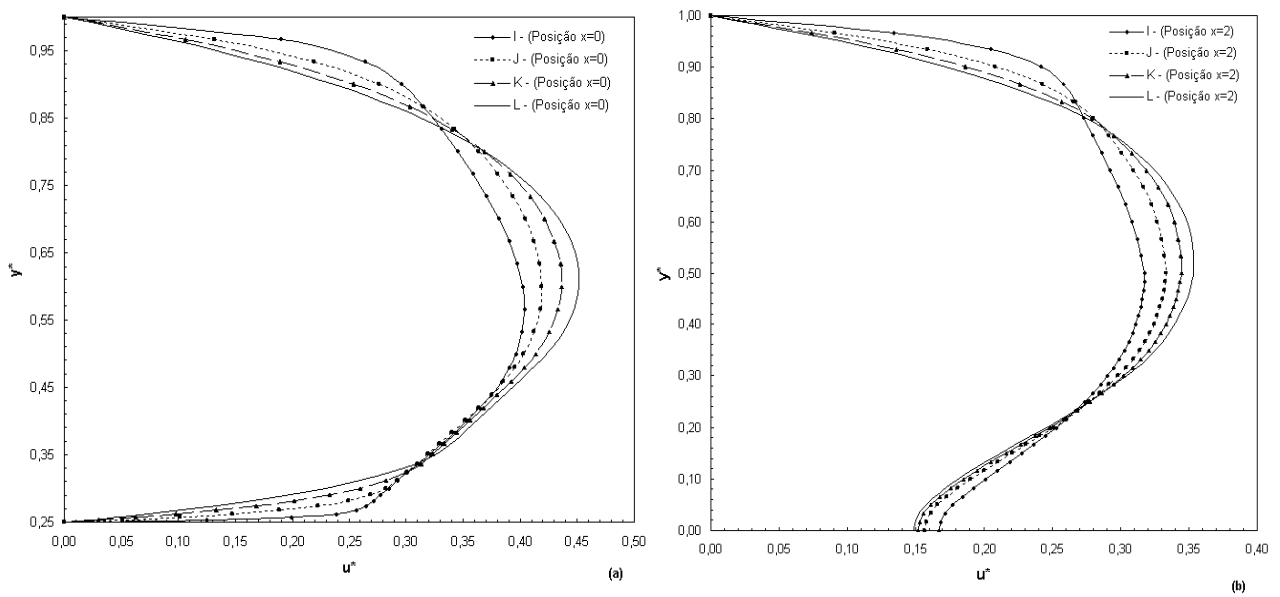 I - (Posição x=0)
J - (Posição x=0)
K - (Posição x=0)
L - (Posição x=0)
0,95
0,85
0,75
0,65
0,55
0,45
0,35
0,25
y*
0,00 0,05 0,10 0,15 0,20 0,25 0,30 0,35 0,40 0,45 0,50
u*
(a)
I - (Posição x=2)
J - (Posição x=2)
K - (Posição x=2)
L - (Posição x=2)
1,00
0,90
0,80
0,70
0,60
0,50
0,40
0,30
0,20
0,10
0,00
y*
0,00 0,05 0,10 0,15 0,20 0,25 0,30 0,35 0,40
u*
(b)